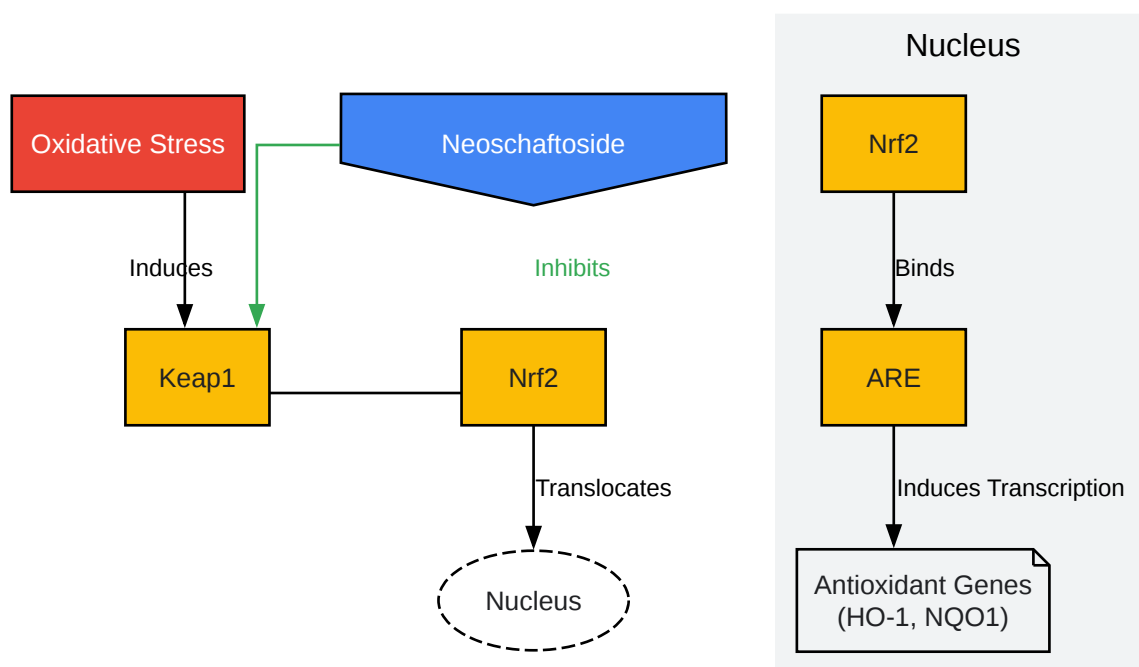 Nucleus
Oxidative Stress
Neoschaftoside
Nrf2
Induces
Inhibits
Binds
Keap1
Nrf2
ARE
Translocates
Induces Transcription
Nucleus
Antioxidant Genes
(HO-1, NQO1)